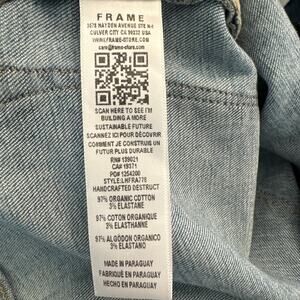 FRAME
3578 HAYDEN AVENUE STE N-1
CULVER CITY CA 90232 USA
WWW.FRAME-STORE.COM
care@frame-store.com
SCAN HERE TO SEE I'M
BUILDING A MORE
SUSTAINABLE FUTURE
SCANNEZ ICI POUR DÉCOUVRIR
COMMENT JE CONSTRUIS UN
FUTUR PLUS DURABLE
RN# 139021
CA# 19371
PO# 1254200
STYLE: LHFRA778
HANDCRAFTED DESTRUCT
97% ORGANIC COTTON
3% ELASTANE
97% COTON ORGANIQUE
3% ELASTHANNE
97% ALGODÓN ORGANICO
3% ELASTANO
MADE IN PARAGUAY
FABRIQUÉ EN PARAGUAY
HECHO EN PARAGUAY